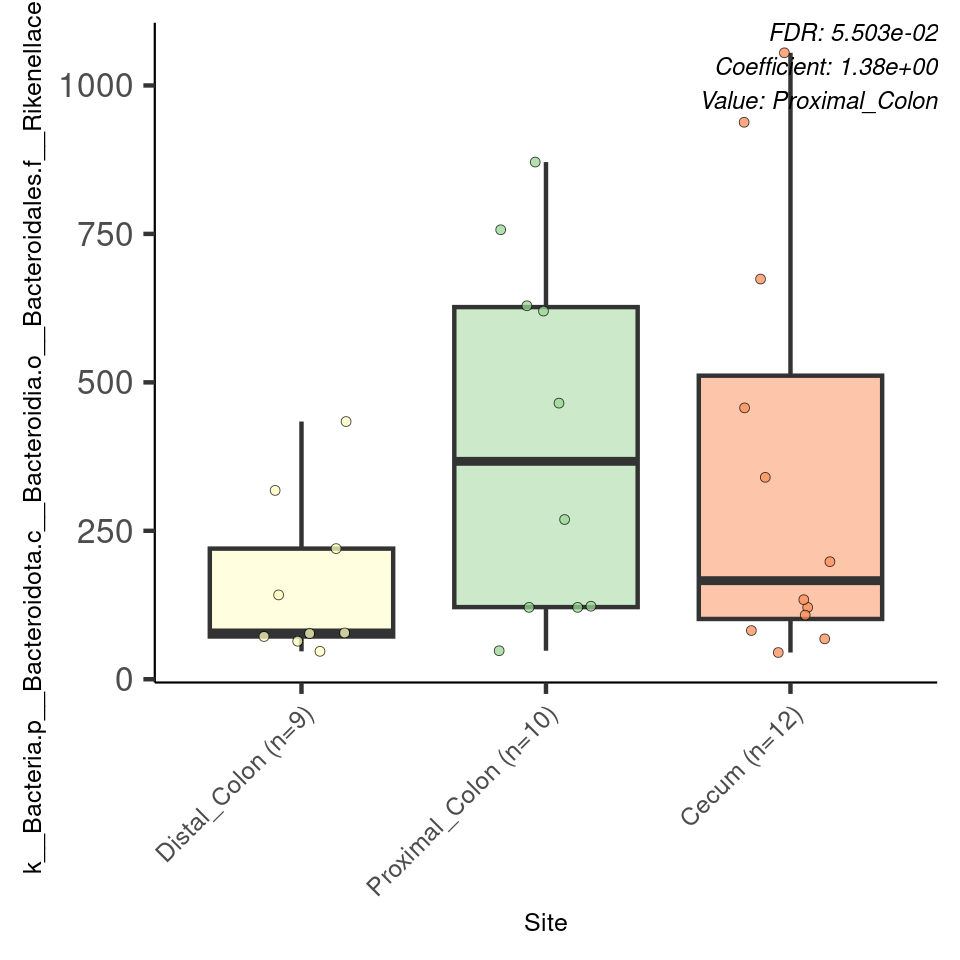 FDR: 5.503e-02
Coefficient: 1.38e+00
Value: Proximal_Colon
k__Bacteria.p__Bacteroidota.c__Bacteroidia.o__Bacteroidales.f__Rikenellace
1000
750
500
250
0
Distal_Colon (n=9)
Proximal_Colon (n=10)
Cecum (n=12)
Site